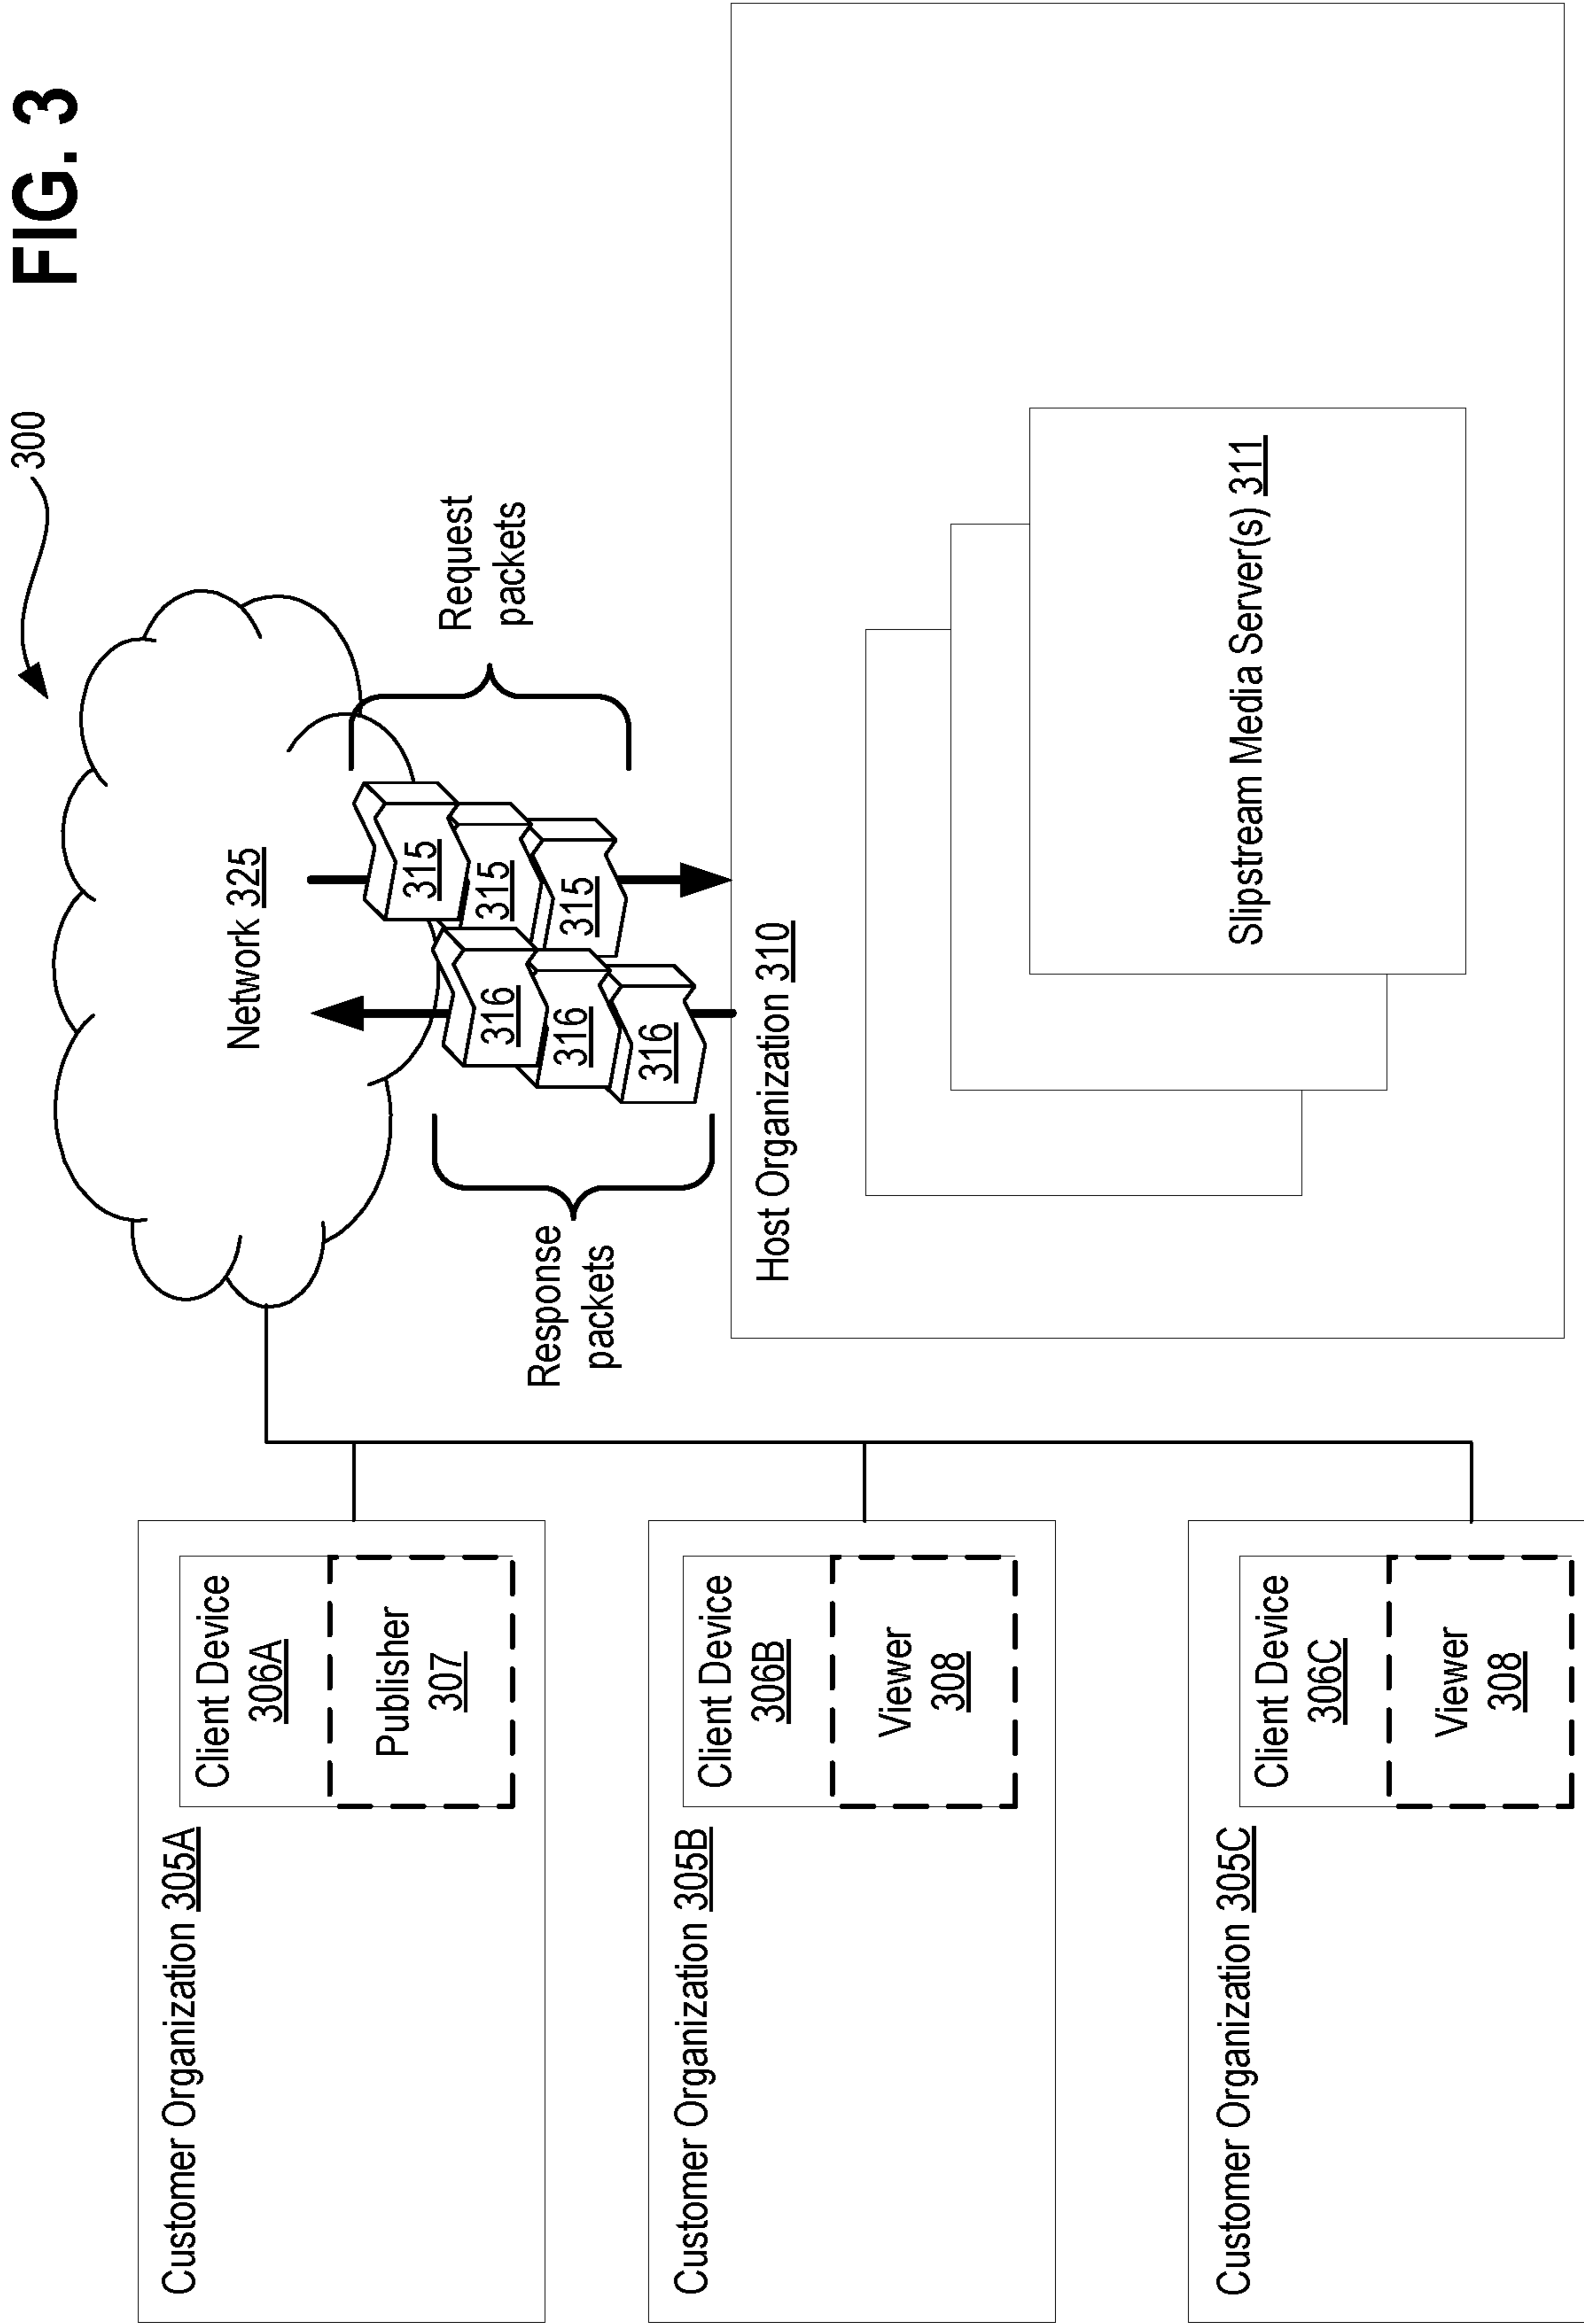 FIG. 3
300
Network 325
Request
packets
315
315
315
316
316
316
Response
packets
Host Organization 310
Slipstream Media Server(s) 311
Customer Organization 305A
Client Device
306A
Publisher
307
Customer Organization 305B
Client Device
306B
Viewer
308
Customer Organization 305C
Client Device
306C
Viewer
308